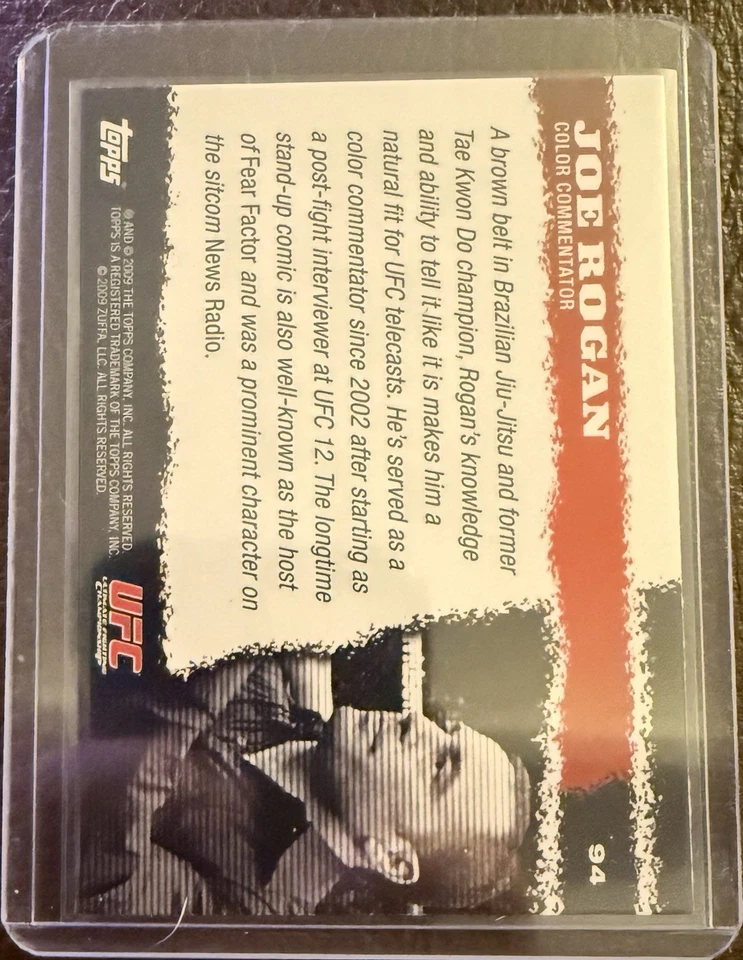 JOE ROGAN
COLOR COMMENTATOR
94
A brown belt in Brazilian Jiu-Jitsu and former
Tae Kwon Do champion, Rogan's knowledge
and ability to tell it like it is makes him a
natural fit for UFC telecasts. He's served as a
color commentator since 2002 after starting as
a post-fight interviewer at UFC 12. The longtime
stand-up comic is also well-known as the host
of Fear Factor and was a prominent character on
the sitcom News Radio.
topps®
® AND © 2009 THE TOPPS COMPANY, INC. ALL RIGHTS RESERVED.
TOPPS IS A REGISTERED TRADEMARK OF THE TOPPS COMPANY, INC.
© 2009 ZUFFA, LLC. ALL RIGHTS RESERVED.
UFC
ULTIMATE FIGHTING
CHAMPIONSHIP